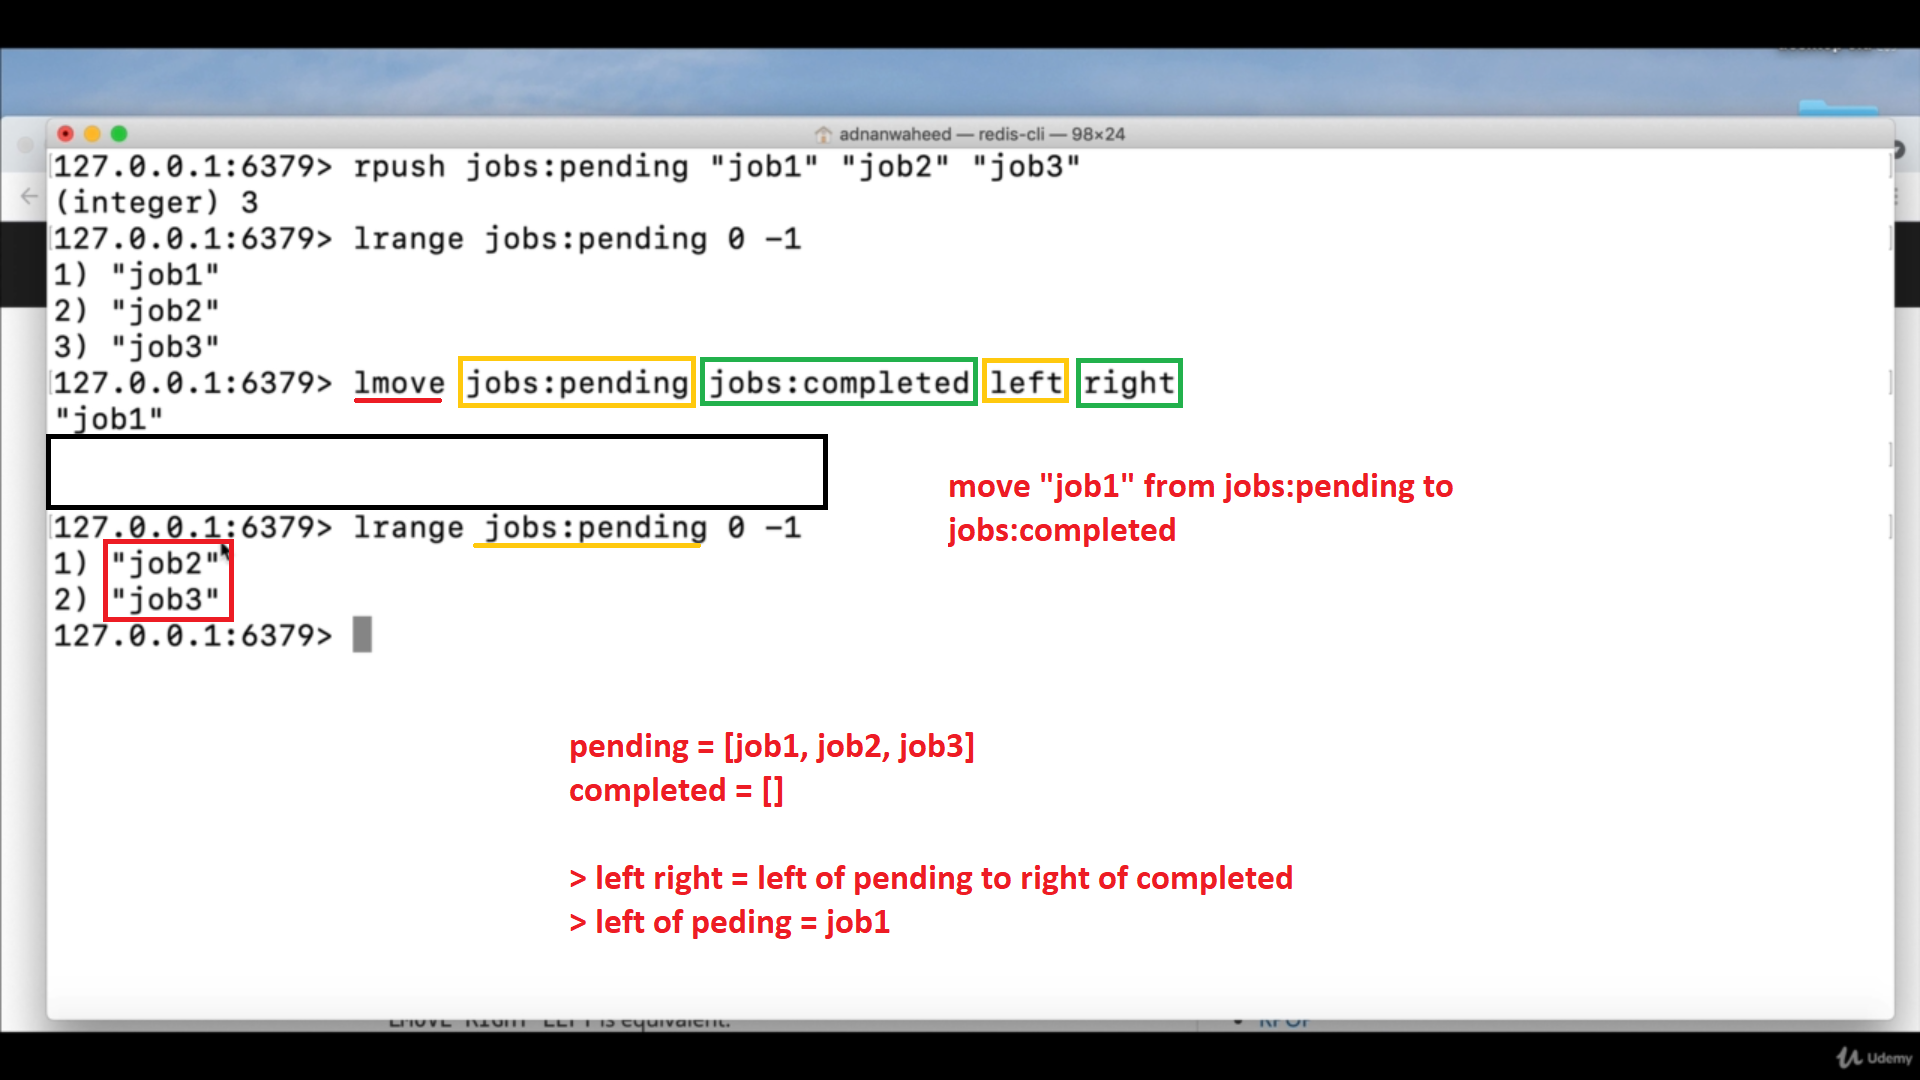 adnanwaheed — redis-cli — 98×24
127.0.0.1:6379> rpush jobs:pending "job1" "job2" "job3"
(integer) 3
127.0.0.1:6379> lrange jobs:pending 0 -1
1) "job1"
2) "job2"
3) "job3"
127.0.0.1:6379> lmove jobs:pending jobs:completed left right
"job1"
127.0.0.1:6379> lrange jobs:pending 0 -1
1) "job2"
2) "job3"
127.0.0.1:6379>
move "job1" from jobs:pending to
jobs:completed
pending = [job1, job2, job3]
completed = []
> left right = left of pending to right of completed
> left of peding = job1
LMOVE RIGHT LEFT is equivalent.
RPOP
Udemy